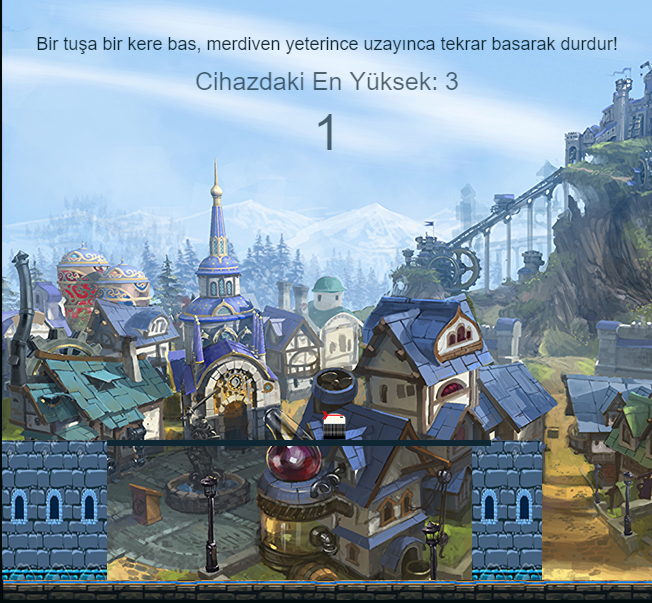 Bir tuşa bir kere bas, merdiven yeterince uzayınca tekrar basarak durdur!
Cihazdaki En Yüksek: 3
1